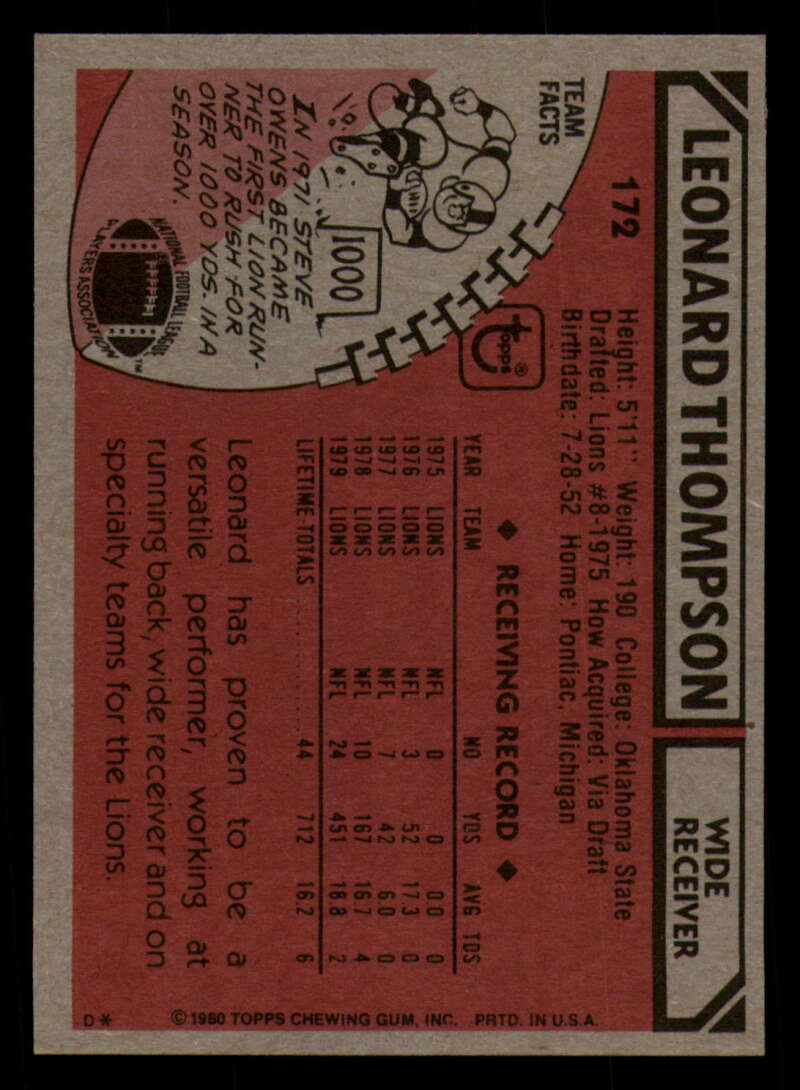 LEONARD THOMPSON
WIDE
RECEIVER
172
Height: 5'11" Weight: 190 College: Oklahoma State
Drafted: Lions #8-1975 How Acquired: Via Draft
Birthdate: 7-28-52 Home: Pontiac, Michigan
TEAM
FACTS
1000
IN 1971 STEVE
OWENS BECAME
THE FIRST LION RUN-
NER TO RUSH FOR
OVER 1000 YDS. IN A
SEASON.
NATIONAL FOOTBALL LEAGUE
PLAYERS ASSOCIATION™
Topps®
◆ RECEIVING RECORD ◆
YEAR TEAM NO YDS AVG TDS
1975 LIONS NFL 0 0 0.0 0
1976 LIONS NFL 3 52 17.3 0
1977 LIONS NFL 7 42 6.0 0
1978 LIONS NFL 10 167 16.7 4
1979 LIONS NFL 24 451 18.8 2
LIFETIME TOTALS 44 712 16.2 6
Leonard has proven to be a
versatile performer, working at
running back, wide receiver and on
specialty teams for the Lions.
D* © 1980 TOPPS CHEWING GUM, INC. PRTD. IN U.S.A.